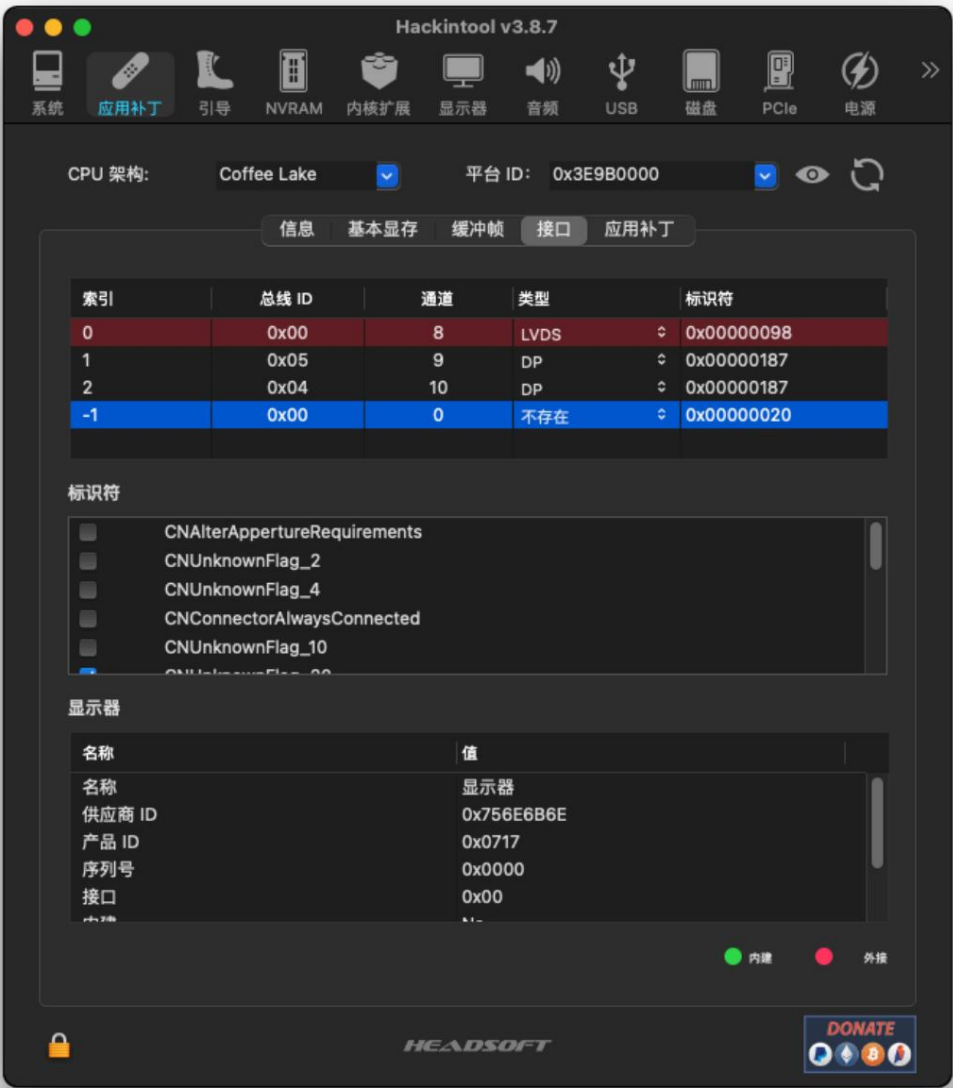 Hackintool v3.8.7
系统 应用补丁 引导 NVRAM 内核扩展 显示器 音频 USB 磁盘 PCIe 电源
CPU 架构: Coffee Lake 平台 ID: 0x3E9B0000
信息 基本显存 缓冲帧 接口 应用补丁
索引 总线 ID 通道 类型 标识符
0 0x00 8 LVDS 0x00000098
1 0x05 9 DP 0x00000187
2 0x04 10 DP 0x00000187
-1 0x00 0 不存在 0x00000020
标识符
CNAlterAppertureRequirements
CNUnknownFlag_2
CNUnknownFlag_4
CNConnectorAlwaysConnected
CNUnknownFlag_10
显示器
名称 值
名称 显示器
供应商 ID 0x756E6B6E
产品 ID 0x0717
序列号 0x0000
接口 0x00
内建 外接
HEADSOFT
DONATE